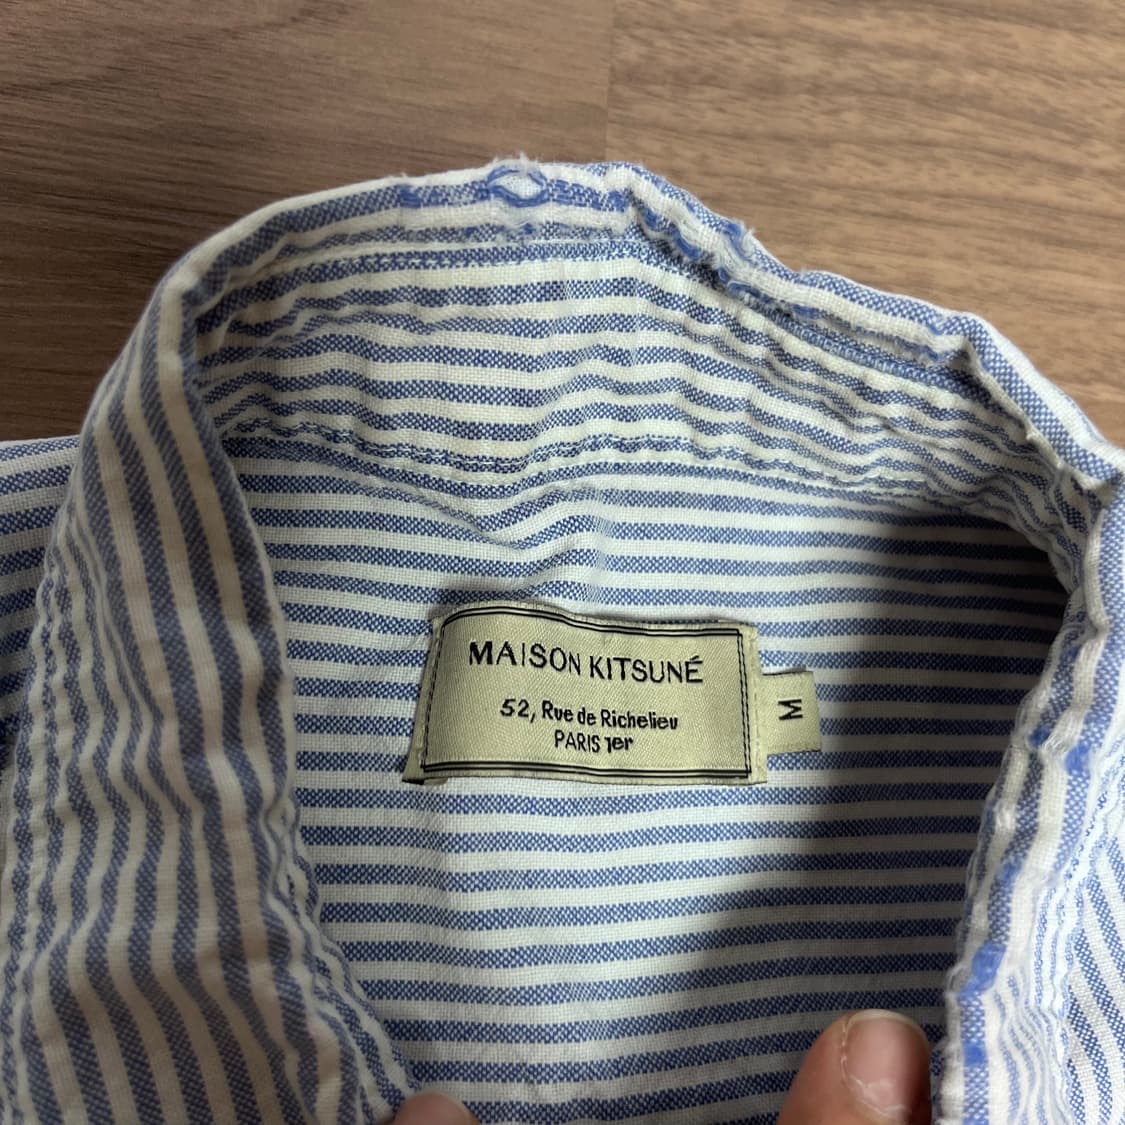 MAISON KITSUNÉ
52, Rue de Richelieu
PARIS 1er
M